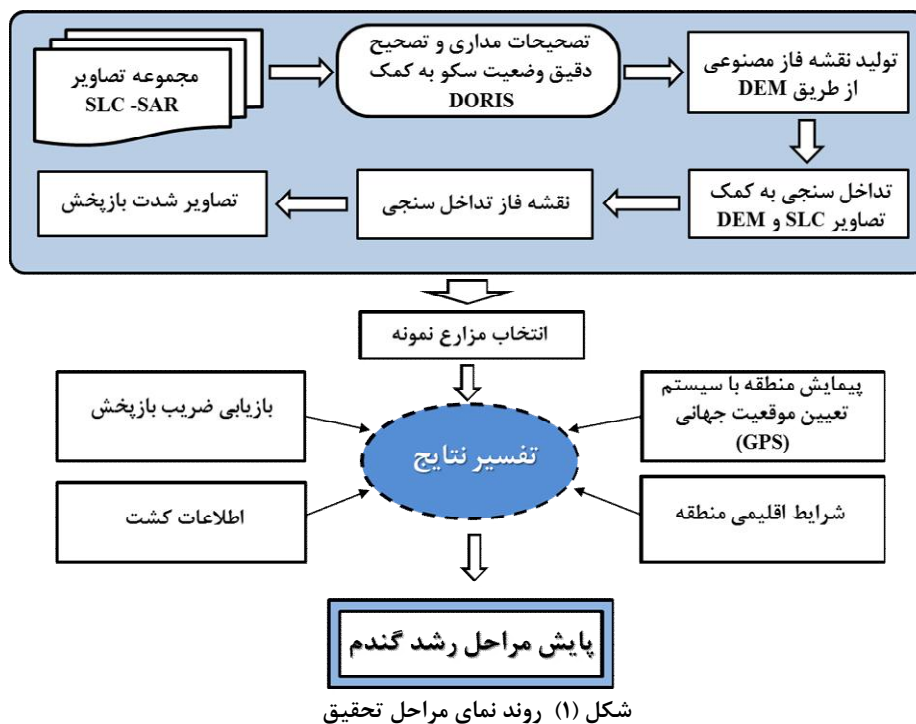 مجموعه تصاویر
SLC -SAR
تصحیحات مداری و تصحیح
دقیق وضعیت سکو به کمک
DORIS
تولید نقشه فاز مصنوعی
از طریق DEM
تداخل سنجی به کمک
تصاویر SLC و DEM
نقشه فاز تداخل سنجی
تصاویر شدت بازپخش
انتخاب مزارع نمونه
پیمایش منطقه با سیستم
تعیین موقعیت جهانی
(GPS)
بازیابی ضریب بازپخش
تفسیر نتایج
شرایط اقلیمی منطقه
اطلاعات کشت
پایش مراحل رشد گندم
شکل (۱) روند نمای مراحل تحقیق